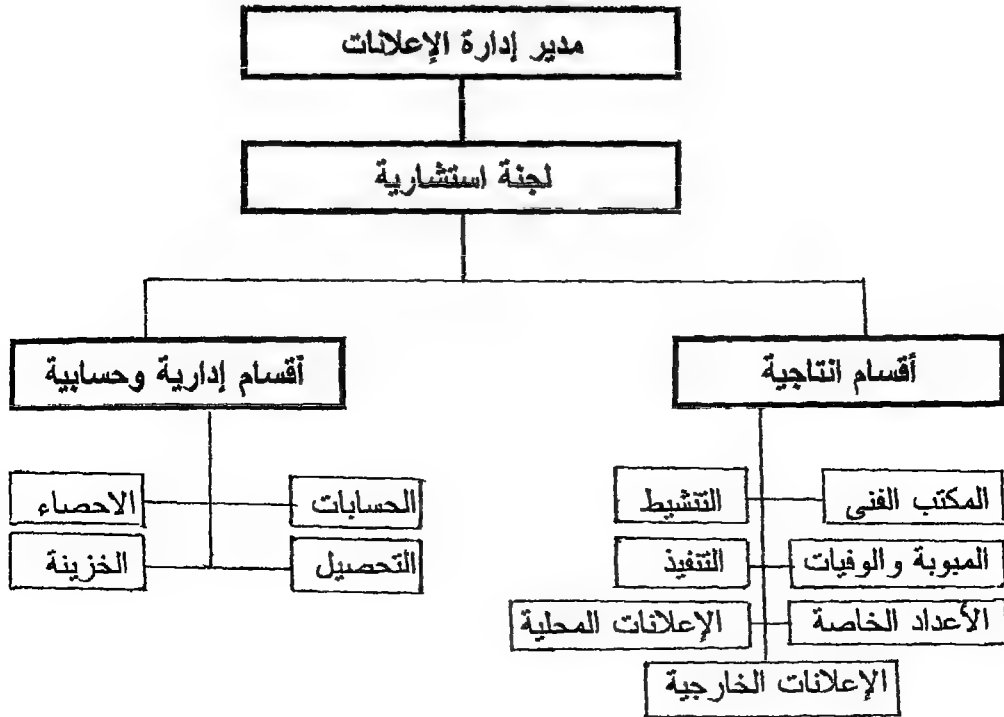 مدير إدارة الإعلانات
لجنة استشارية
أقسام انتاجية
أقسام إدارية وحسابية
المكتب الفنى
التنشيط
الحسابات
الاحصاء
المبوبة والوفيات
التنفيذ
التحصيل
الخزينة
الأعداد الخاصة
الإعلانات المحلية
الإعلانات الخارجية